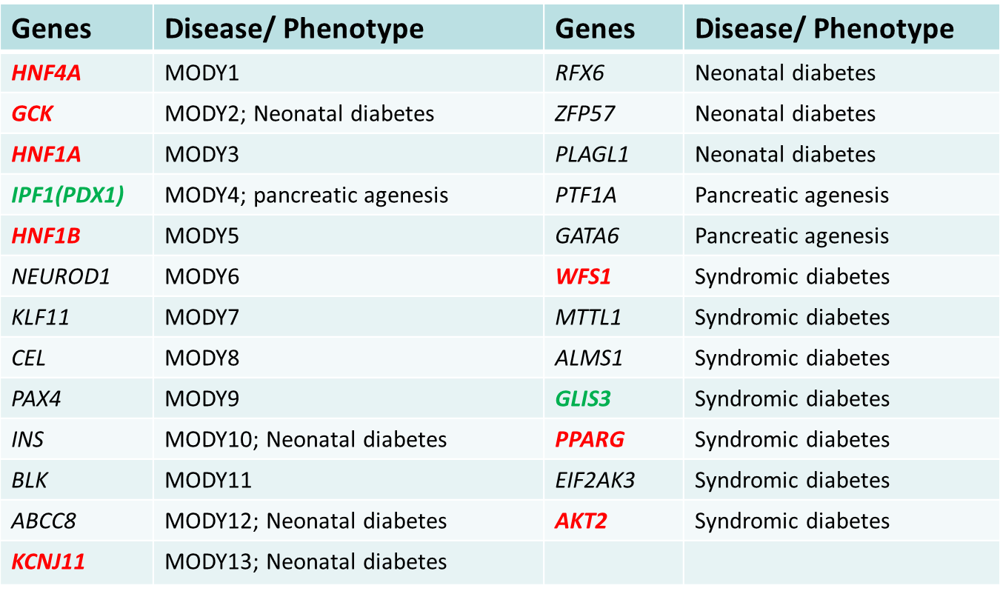 Genes Disease/ Phenotype Genes Disease/ Phenotype
HNF4A MODY1 RFX6 Neonatal diabetes
GCK MODY2; Neonatal diabetes ZFP57 Neonatal diabetes
HNF1A MODY3 PLAGL1 Neonatal diabetes
IPF1(PDX1) MODY4; pancreatic agenesis PTF1A Pancreatic agenesis
HNF1B MODY5 GATA6 Pancreatic agenesis
NEUROD1 MODY6 WFS1 Syndromic diabetes
KLF11 MODY7 MTTL1 Syndromic diabetes
CEL MODY8 ALMS1 Syndromic diabetes
PAX4 MODY9 GLIS3 Syndromic diabetes
INS MODY10; Neonatal diabetes PPARG Syndromic diabetes
BLK MODY11 EIF2AK3 Syndromic diabetes
ABCC8 MODY12; Neonatal diabetes AKT2 Syndromic diabetes
KCNJ11 MODY13; Neonatal diabetes